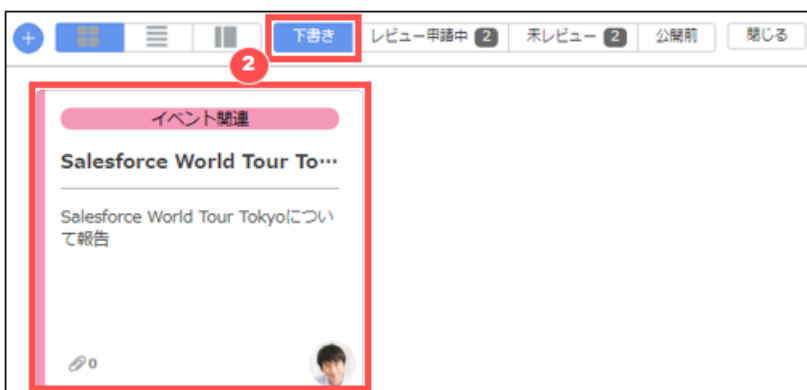 下書き
レビュー申請中 2
未レビュー 2
公開前
閉じる
2
イベント関連
Salesforce World Tour To…
Salesforce World Tour Tokyoについ
て報告
0